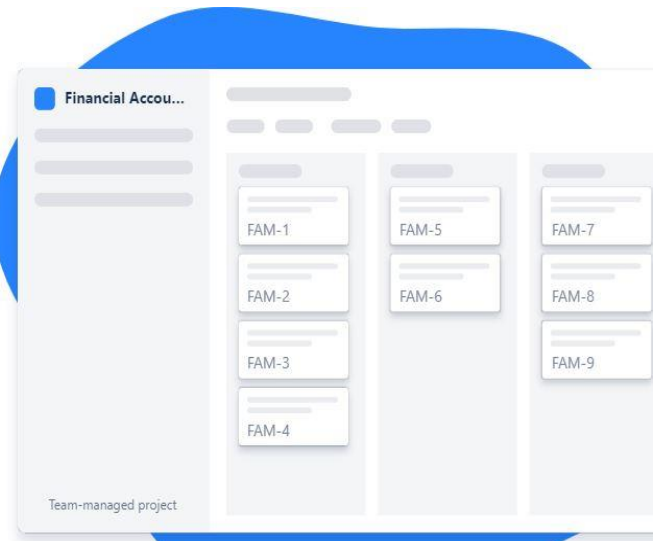 Financial Accou...
FAM-1
FAM-2
FAM-3
FAM-4
FAM-5
FAM-6
FAM-7
FAM-8
FAM-9
Team-managed project